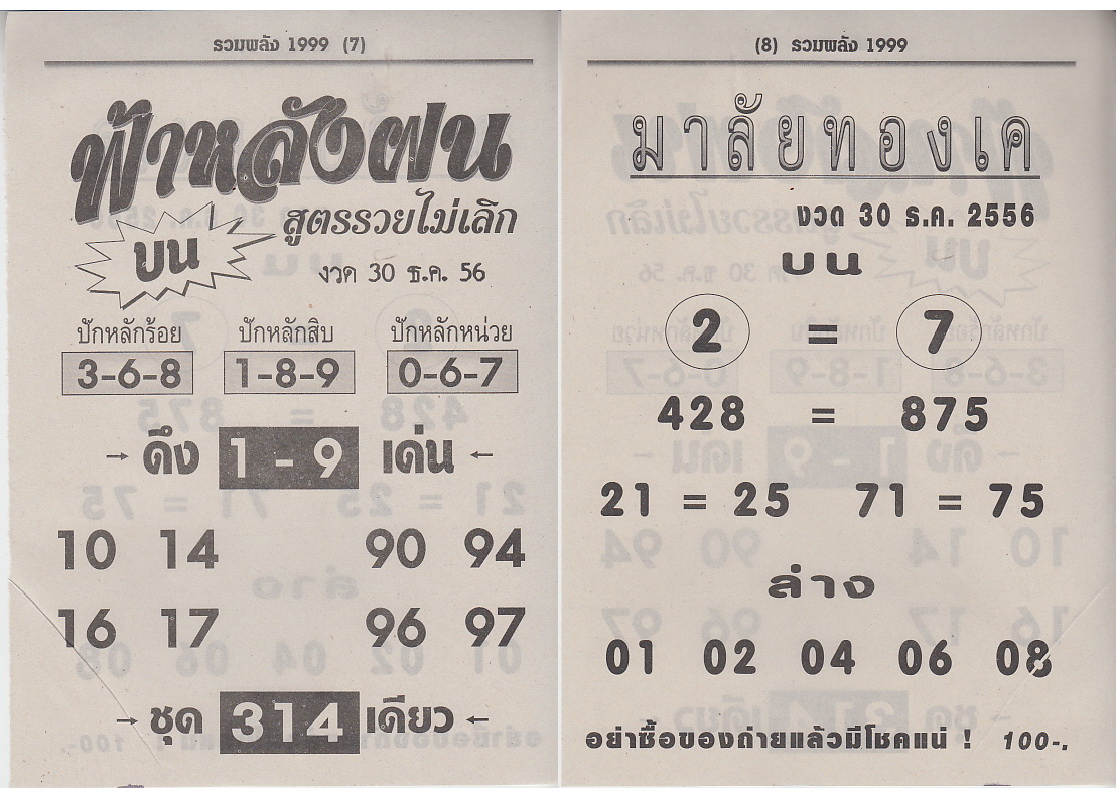 รวมพลัง 1999 (7)
ฟ้าหลังฝน
สูตรรวยไม่เลิก
บน
งวด 30 ธ.ค. 56
ปักหลักร้อย ปักหลักสิบ ปักหลักหน่วย
3-6-8 1-8-9 0-6-7
→ ดึง 1 - 9 เด่น ←
10 14 90 94
16 17 96 97
→ ชุด 314 เดียว ←
(8) รวมพลัง 1999
มาลัยทองเค
งวด 30 ธ.ค. 2556
บน
2 = 7
428 = 875
21 = 25 71 = 75
ล่าง
01 02 04 06 08
อย่าซื้อของถ่ายแล้วมีโชคแน่ ! 100-.